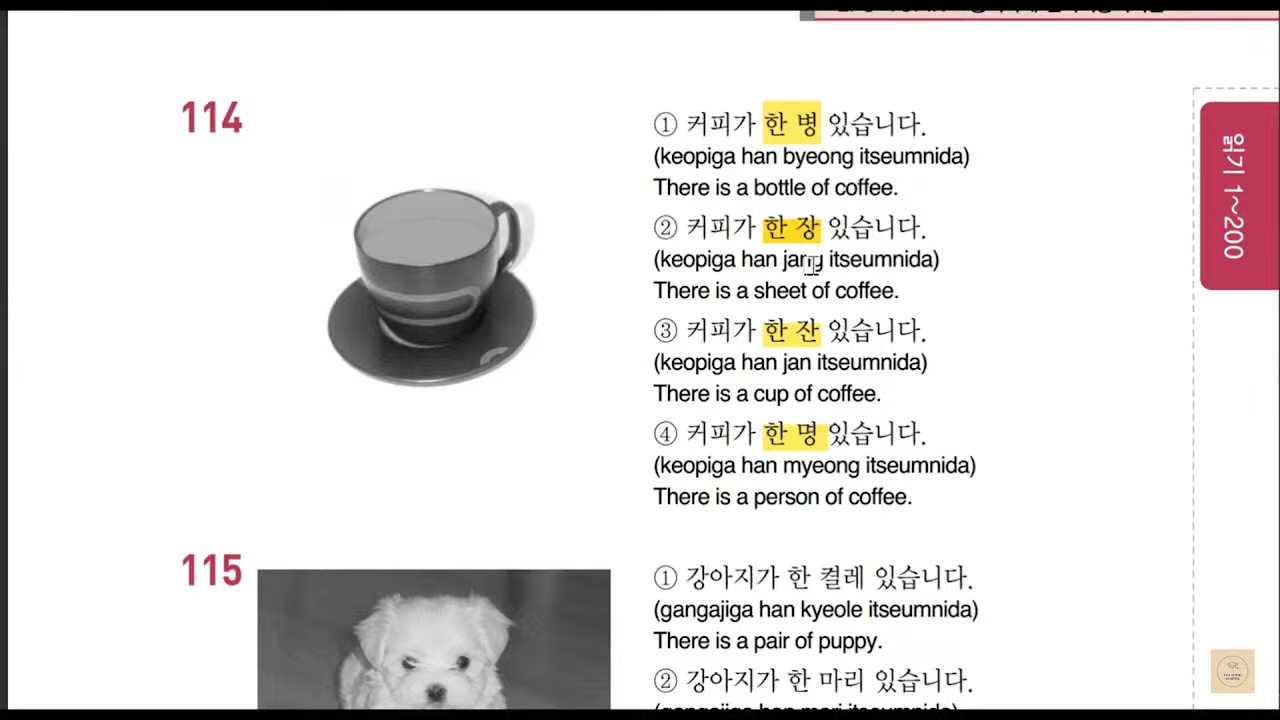 114
① 커피가 한 병 있습니다.
(keopiga han byeong itseumnida)
There is a bottle of coffee.
② 커피가 한 장 있습니다.
(keopiga han jang itseumnida)
There is a sheet of coffee.
③ 커피가 한 잔 있습니다.
(keopiga han jan itseumnida)
There is a cup of coffee.
④ 커피가 한 명 있습니다.
(keopiga han myeong itseumnida)
There is a person of coffee.
읽기 1~200
115
① 강아지가 한 켤레 있습니다.
(gangajiga han kyeole itseumnida)
There is a pair of puppy.
② 강아지가 한 마리 있습니다.
(gangajiga han mari itseumnida)